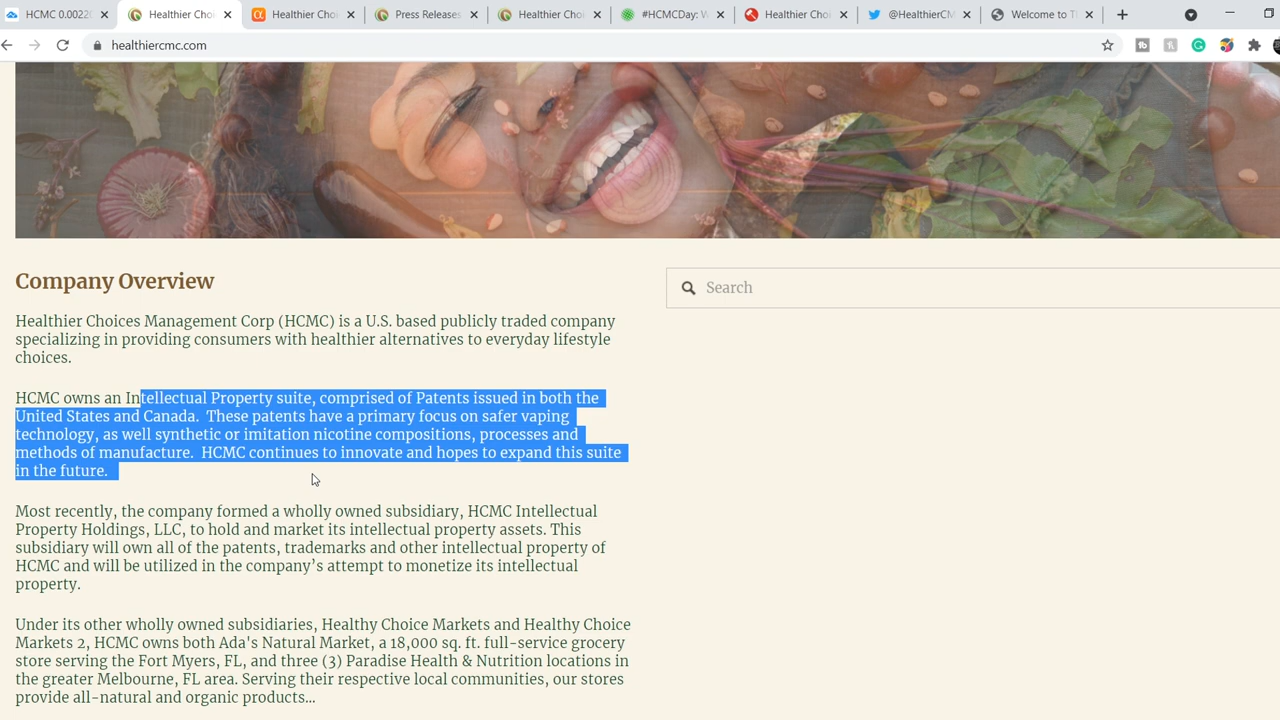 HCMC 0.0022
Healthier Choi
Healthier Choi
Press Releases
Healthier Choi
#HCMCDay: W
Healthier Choi
@HealthierCM
Welcome to T
healthiercmc.com
Company Overview
Search
Healthier Choices Management Corp (HCMC) is a U.S. based publicly traded company
specializing in providing consumers with healthier alternatives to everyday lifestyle
choices.
HCMC owns an Intellectual Property suite, comprised of Patents issued in both the
United States and Canada.  These patents have a primary focus on safer vaping
technology, as well synthetic or imitation nicotine compositions, processes and
methods of manufacture.  HCMC continues to innovate and hopes to expand this suite
in the future.
Most recently, the company formed a wholly owned subsidiary, HCMC Intellectual
Property Holdings, LLC, to hold and market its intellectual property assets. This
subsidiary will own all of the patents, trademarks and other intellectual property of
HCMC and will be utilized in the company’s attempt to monetize its intellectual
property.
Under its other wholly owned subsidiaries, Healthy Choice Markets and Healthy Choice
Markets 2, HCMC owns both Ada's Natural Market, a 18,000 sq. ft. full-service grocery
store serving the Fort Myers, FL, and three (3) Paradise Health & Nutrition locations in
the greater Melbourne, FL area. Serving their respective local communities, our stores
provide all-natural and organic products...